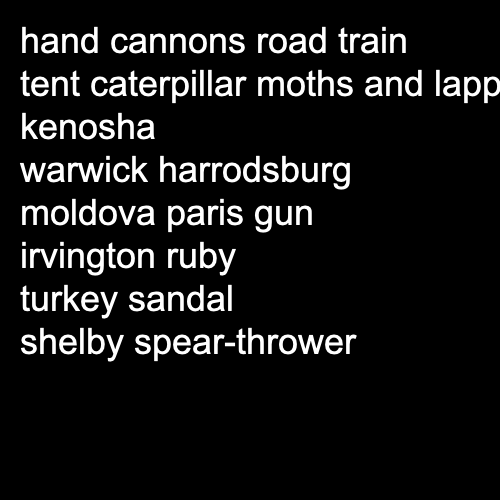 hand cannons road train
tent caterpillar moths and lapp
kenosha
warwick harrodsburg
moldova paris gun
irvington ruby
turkey sandal
shelby spear-thrower